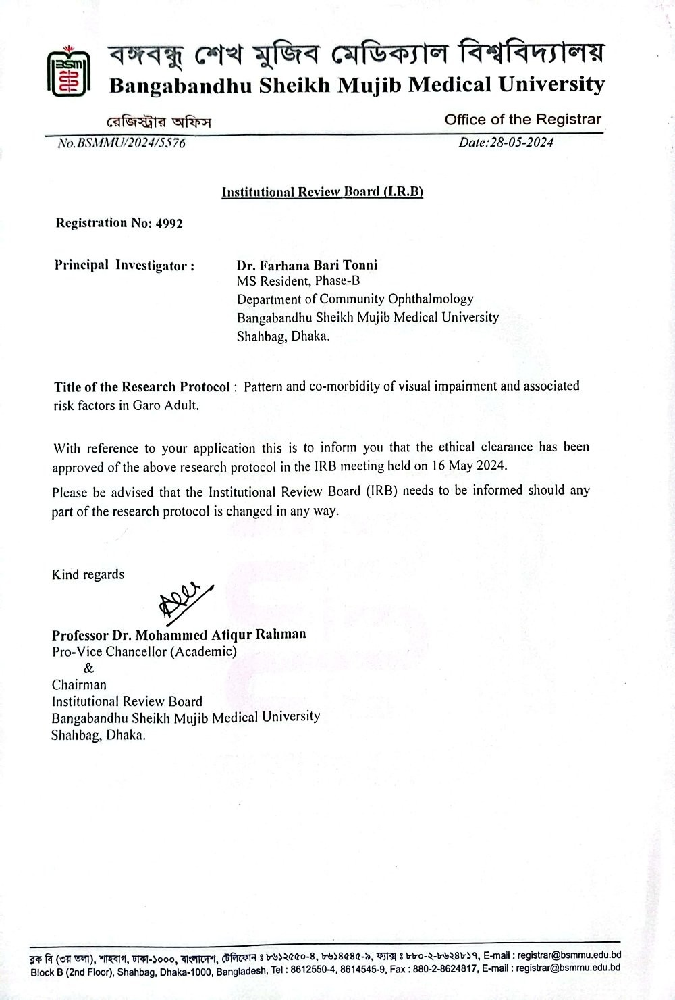 BSM
বঙ্গবন্ধু শেখ মুজিব মেডিক্যাল বিশ্ববিদ্যালয়
Bangabandhu Sheikh Mujib Medical University
রেজিস্ট্রার অফিস
Office of the Registrar
No.BSMMU/2024/5576
Date:28-05-2024
Institutional Review Board (I.R.B)
Registration No: 4992
Principal Investigator : Dr. Farhana Bari Tonni
MS Resident, Phase-B
Department of Community Ophthalmology
Bangabandhu Sheikh Mujib Medical University
Shahbag, Dhaka.
Title of the Research Protocol : Pattern and co-morbidity of visual impairment and associated
risk factors in Garo Adult.
With reference to your application this is to inform you that the ethical clearance has been
approved of the above research protocol in the IRB meeting held on 16 May 2024.
Please be advised that the Institutional Review Board (IRB) needs to be informed should any
part of the research protocol is changed in any way.
Kind regards
Professor Dr. Mohammed Atiqur Rahman
Pro-Vice Chancellor (Academic)
&
Chairman
Institutional Review Board
Bangabandhu Sheikh Mujib Medical University
Shahbag, Dhaka.
ব্লক বি (৩য় তলা), শাহবাগ, ঢাকা-১০০০, বাংলাদেশ, টেলিফোন ঃ ৮৬১২৫৫০-৪, ৮৬১৪৫৪৫-৯, ফ্যাক্স ঃ ৮৮০-২-৮৬২৪৮১৭, E-mail : registrar@bsmmu.edu.bd
Block B (2nd Floor), Shahbag, Dhaka-1000, Bangladesh, Tel : 8612550-4, 8614545-9, Fax : 880-2-8624817, E-mail : registrar@bsmmu.edu.bd